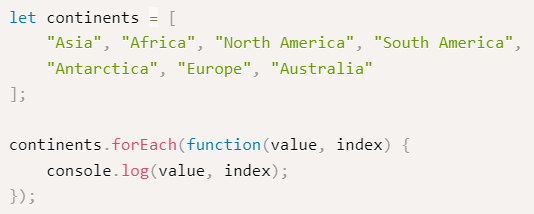 let continents = [
    "Asia", "Africa", "North America", "South America",
    "Antarctica", "Europe", "Australia"
];

continents.forEach(function(value, index) {
    console.log(value, index);
});